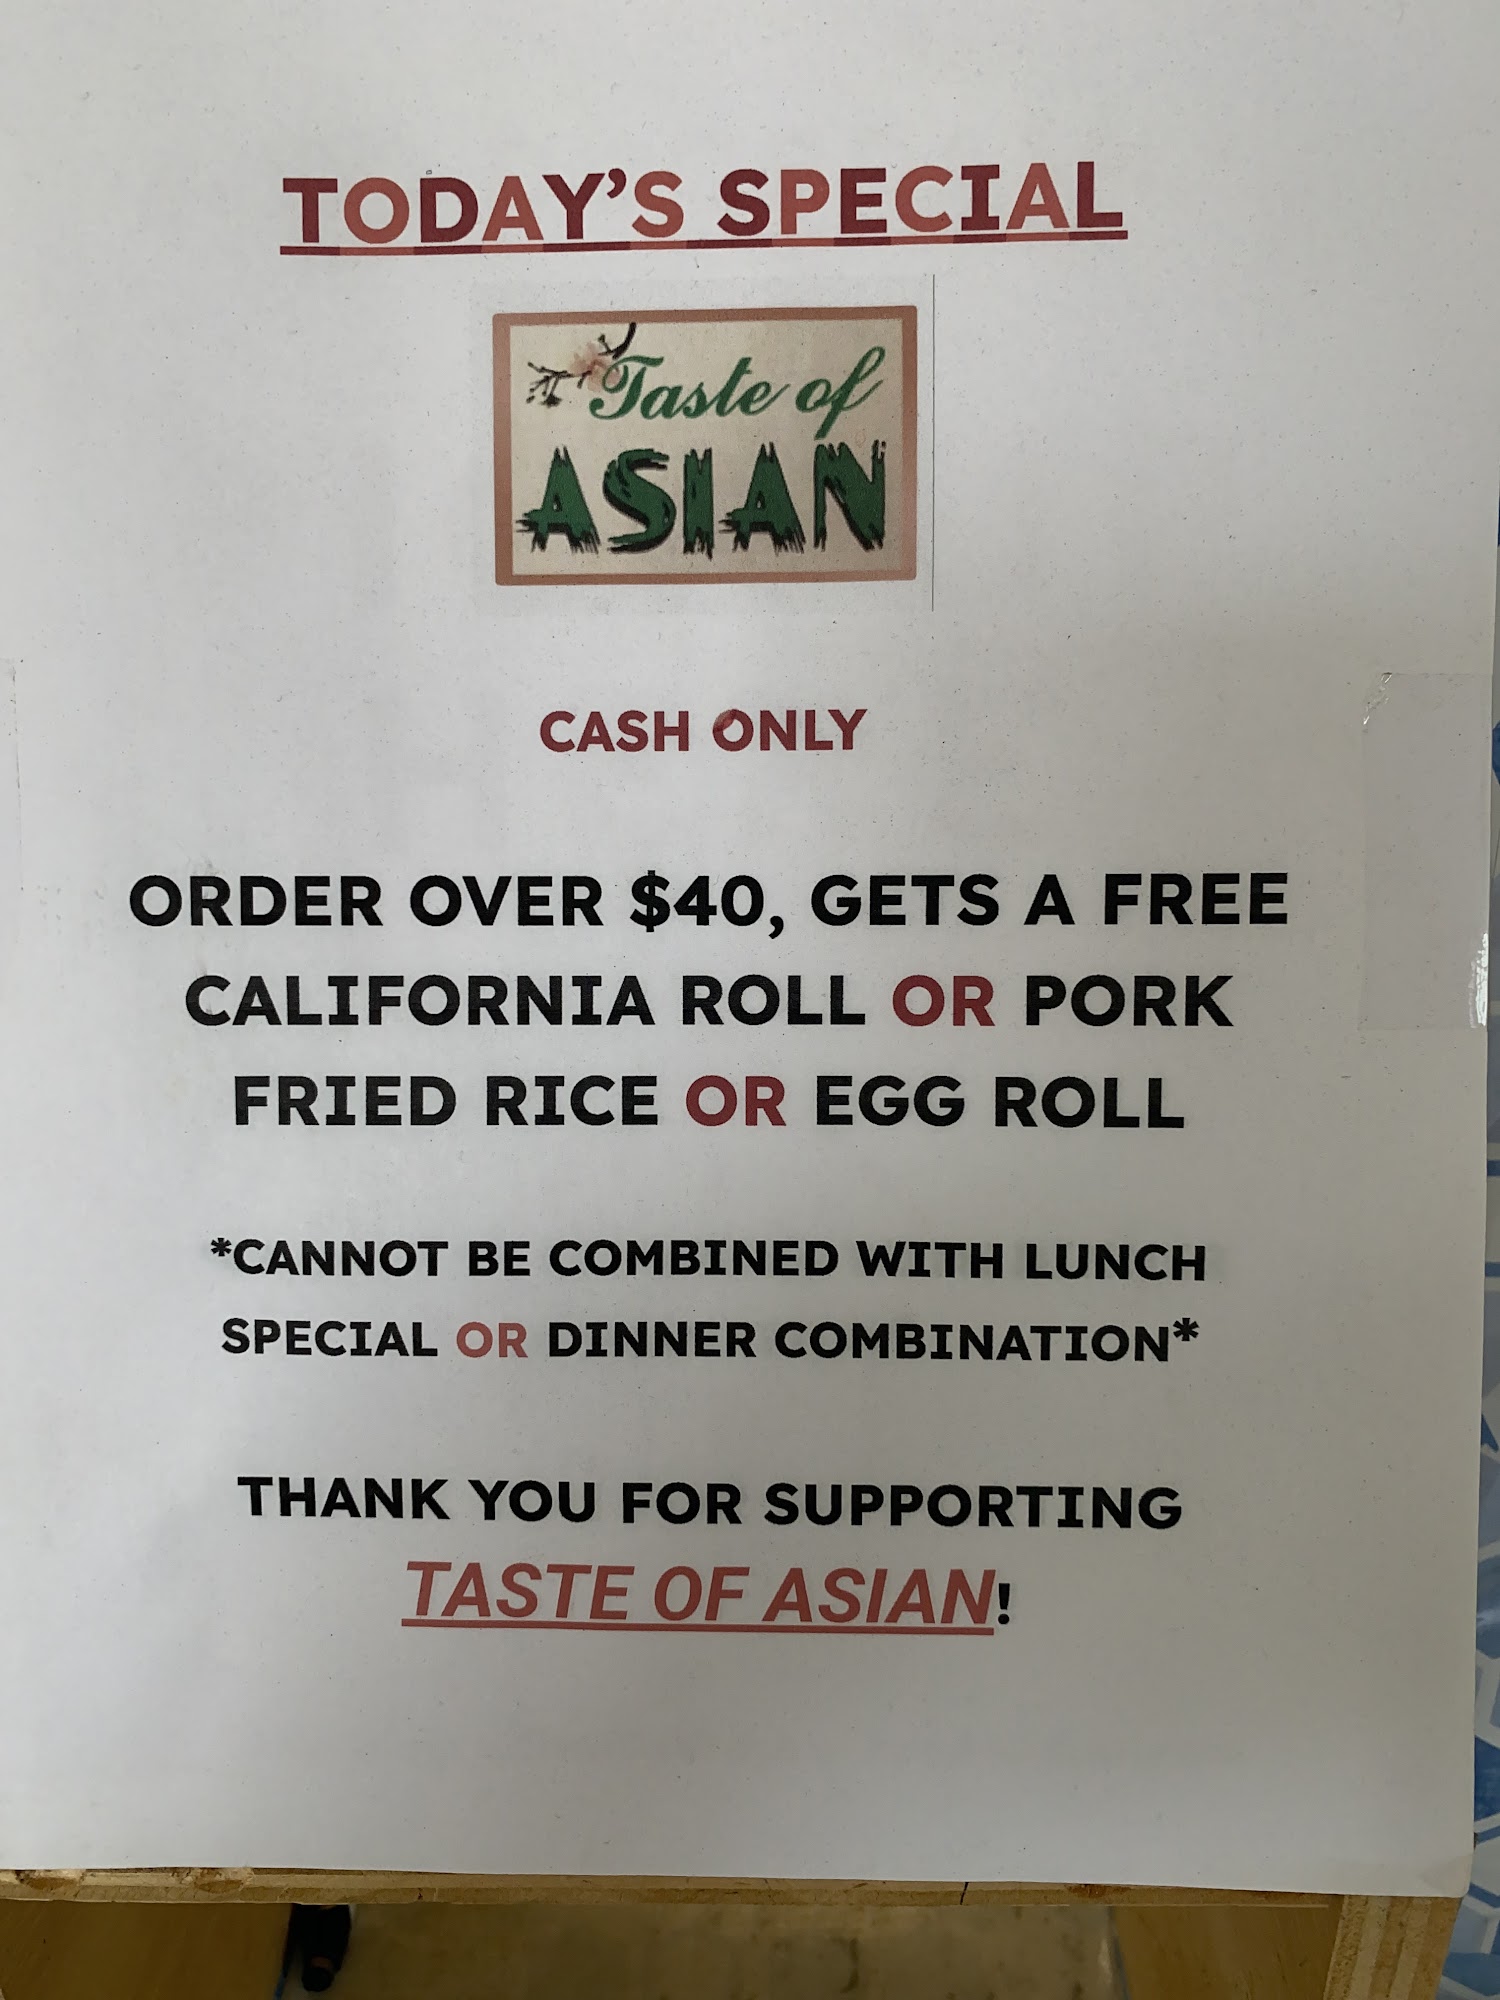 TODAY'S SPECIAL
Taste of
ASIAN
CASH ONLY
ORDER OVER $40, GETS A FREE
CALIFORNIA ROLL OR PORK
FRIED RICE OR EGG ROLL
*CANNOT BE COMBINED WITH LUNCH
SPECIAL OR DINNER COMBINATION*
THANK YOU FOR SUPPORTING
TASTE OF ASIAN!